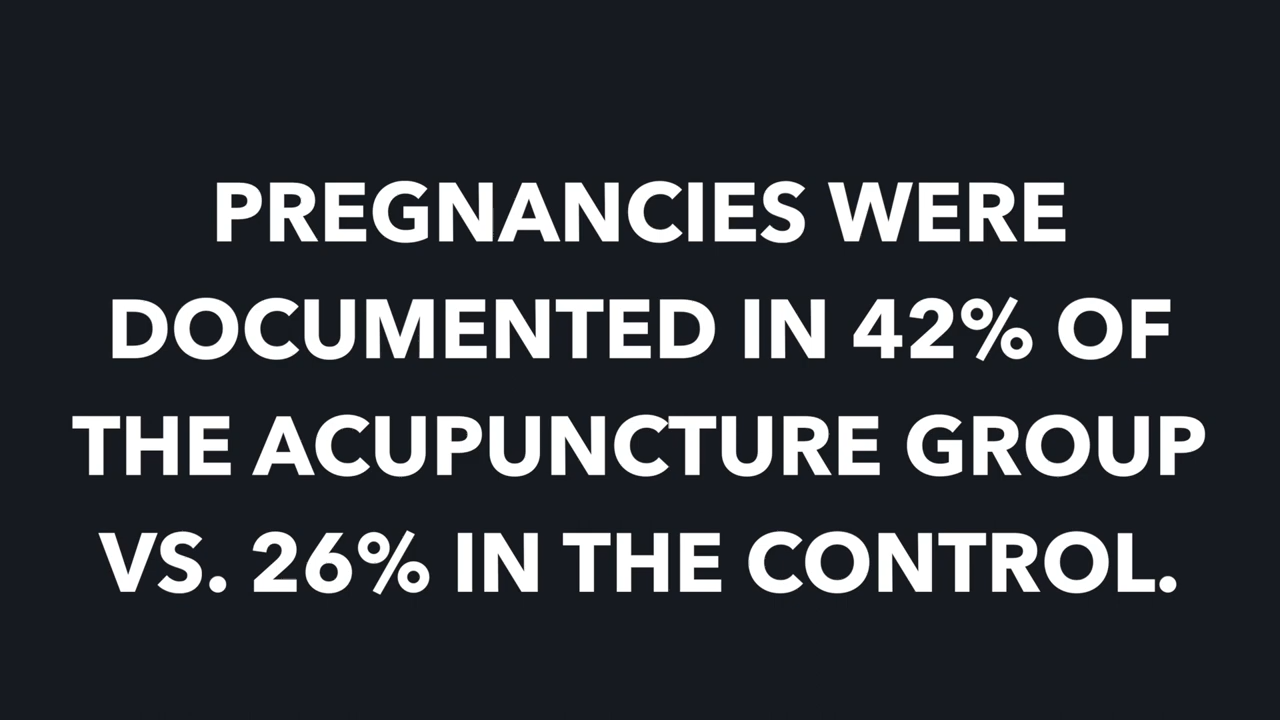 PREGNANCIES WERE
DOCUMENTED IN 42% OF
THE ACUPUNCTURE GROUP
VS. 26% IN THE CONTROL.